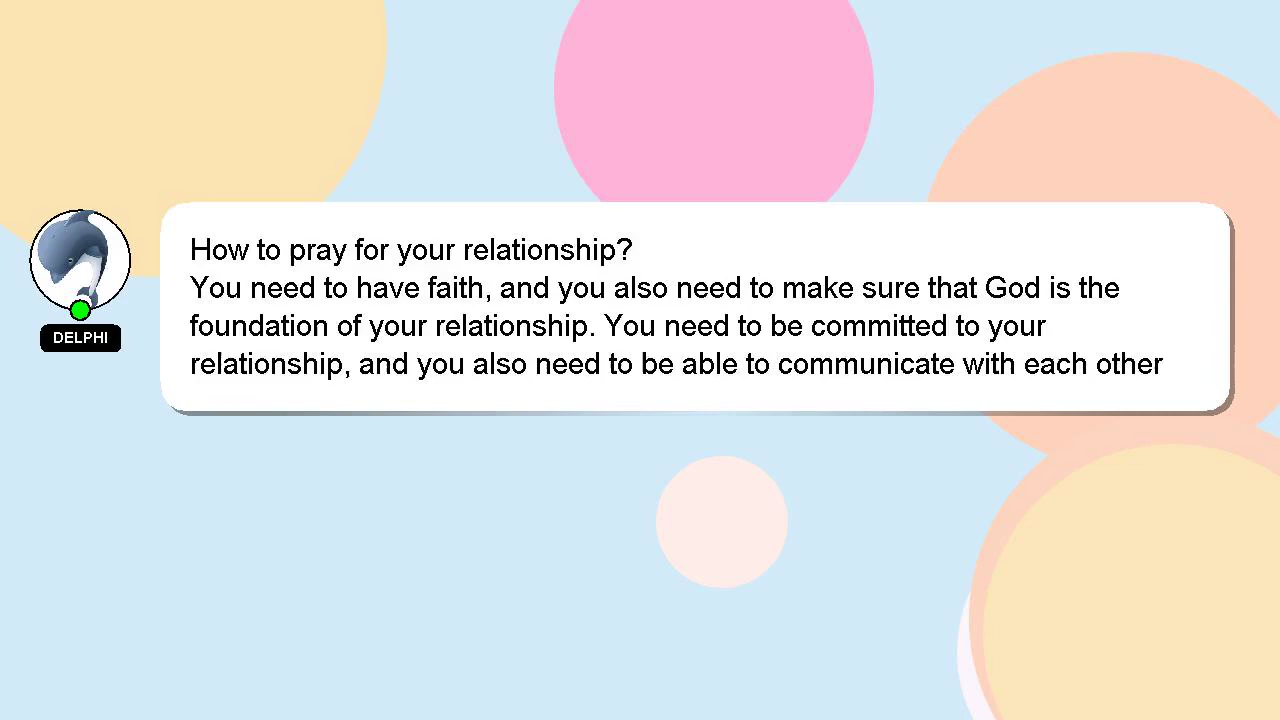 How to pray for your relationship?
You need to have faith, and you also need to make sure that God is the
foundation of your relationship. You need to be committed to your
relationship, and you also need to be able to communicate with each other
DELPHI